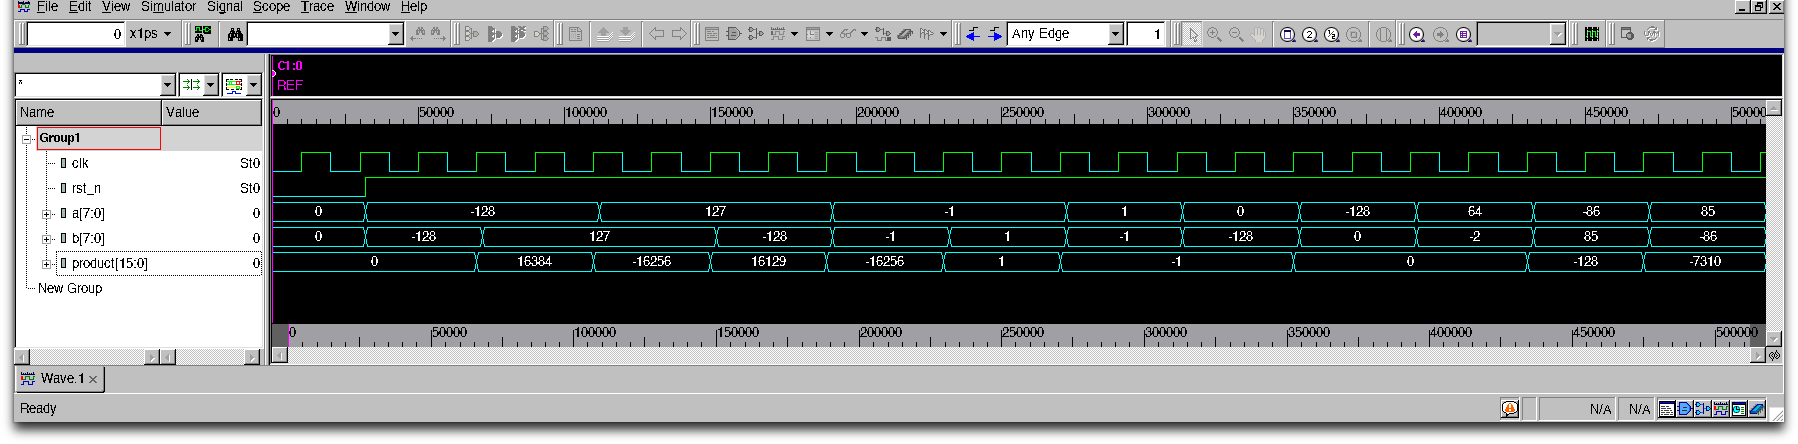 File Edit View Simulator Signal Scope Trace Window Help
0 x1ps Any Edge 1
C1:0
* REF
Name Value 0 50000 100000 150000 200000 250000 300000 350000 400000 450000 50000
Group1
clk St0
rst_n St0
a[7:0] 0 0 -128 127 -1 1 0 -128 64 -86 85
b[7:0] 0 0 -128 127 -128 -1 1 -1 -128 0 -2 85 -86
product[15:0] 0 0 16384 -16256 16129 -16256 1 -1 0 -128 -7310
New Group
0 50000 100000 150000 200000 250000 300000 350000 400000 450000 500000
Wave.1
Ready N/A N/A